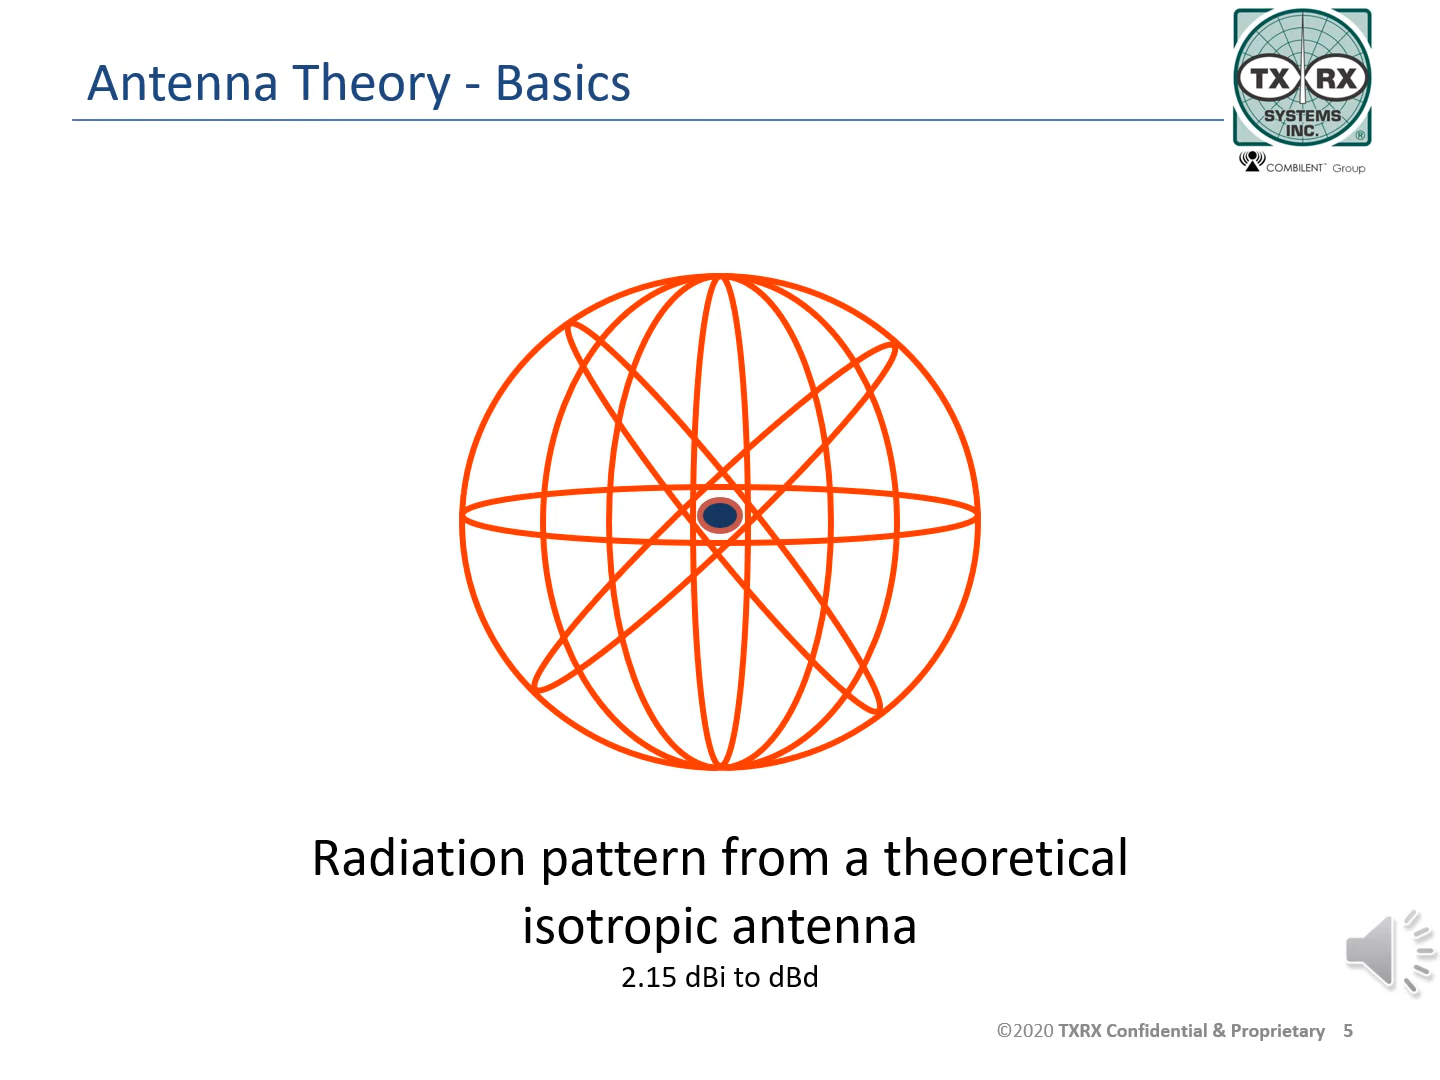 Antenna Theory - Basics
TX RX
SYSTEMS
INC. ®
COMBILENT™ Group
Radiation pattern from a theoretical
isotropic antenna
2.15 dBi to dBd
©2020 TXRX Confidential & Proprietary 5